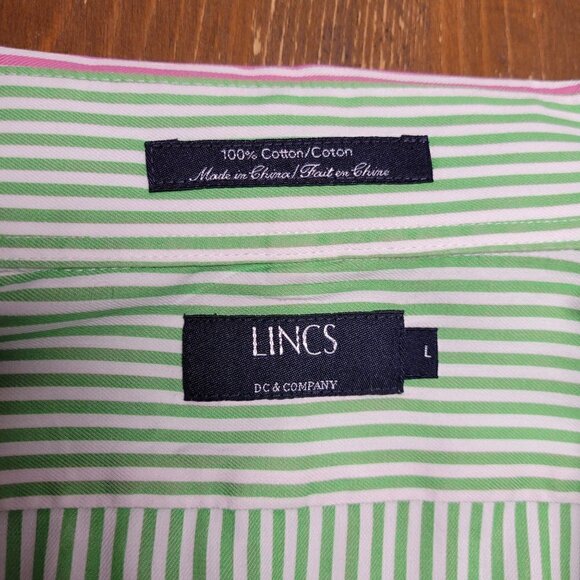 100% Cotton/Coton
Made in China / Fait en Chine
LINCS
DC & COMPANY
L